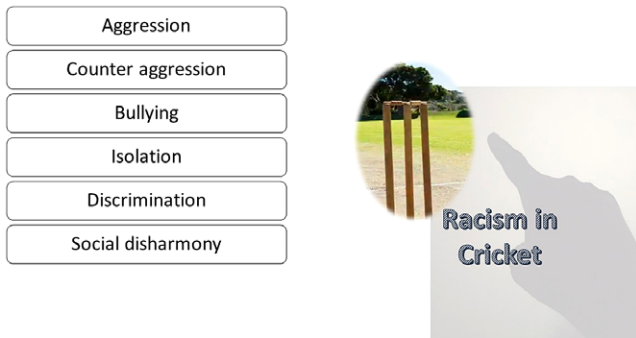 Aggression
Counter aggression
Bullying
Isolation
Discrimination
Social disharmony
Racism in
Cricket